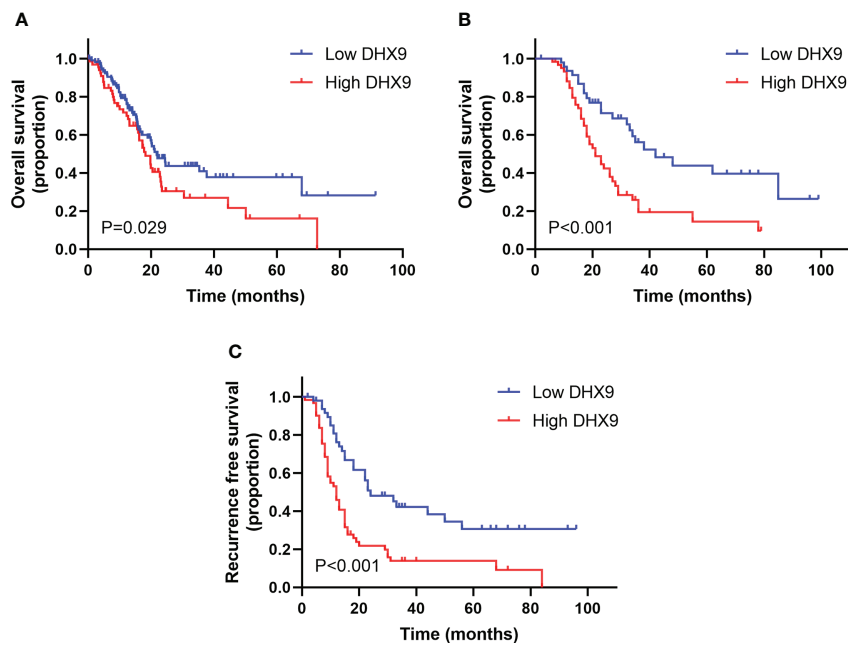 A
1.0
0.8
0.6
0.4
0.2
0.0
0 20 40 60 80 100
Overall survival
(proportion)
Time (months)
Low DHX9
High DHX9
P=0.029
B
1.0
0.8
0.6
0.4
0.2
0.0
0 20 40 60 80 100
Overall survival
(proportion)
Time (months)
Low DHX9
High DHX9
P<0.001
C
1.0
0.8
0.6
0.4
0.2
0.0
0 20 40 60 80 100
Recurrence free survival
(proportion)
Time (months)
Low DHX9
High DHX9
P<0.001